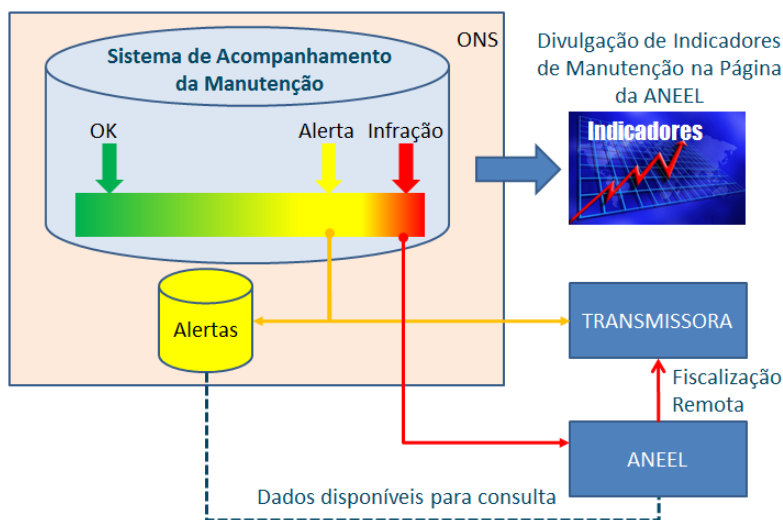 ONS
Sistema de Acompanhamento
da Manutenção
OK
Alerta
Infração
Divulgação de Indicadores
de Manutenção na Página
da ANEEL
Indicadores
Alertas
TRANSMISSORA
Fiscalização
Remota
ANEEL
Dados disponíveis para consulta